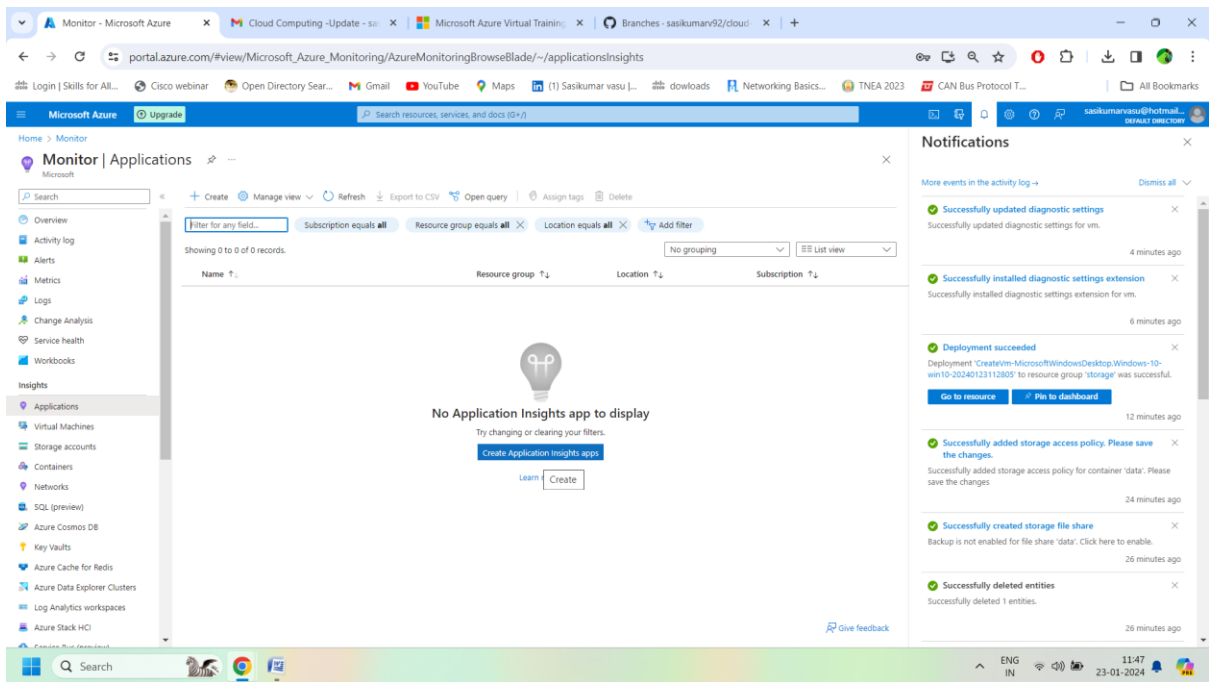 Monitor - Microsoft Azure
Cloud Computing -Update - sa
Microsoft Azure Virtual Training
Branches - sasikumarv92/cloud-
portal.azure.com/#view/Microsoft_Azure_Monitoring/AzureMonitoringBrowseBlade/~/applicationsInsights
Login | Skills for All...
Cisco webinar
Open Directory Sear...
Gmail
YouTube
Maps
(1) Sasikumar vasu |...
dowloads
Networking Basics...
TNEA 2023
CAN Bus Protocol T...
All Bookmarks
Microsoft Azure
Upgrade
Search resources, services, and docs (G+/)
sasikumarvasu@hotmail...
DEFAULT DIRECTORY
Home > Monitor
Monitor | Applications
Microsoft
Search
Create
Manage view
Refresh
Export to CSV
Open query
Assign tags
Delete
Filter for any field...
Subscription equals all
Resource group equals all
Location equals all
Add filter
Showing 0 to 0 of 0 records.
No grouping
List view
Name
Resource group
Location
Subscription
Overview
Activity log
Alerts
Metrics
Logs
Change Analysis
Service health
Workbooks
Insights
Applications
Virtual Machines
Storage accounts
Containers
Networks
SQL (preview)
Azure Cosmos DB
Key Vaults
Azure Cache for Redis
Azure Data Explorer Clusters
Log Analytics workspaces
Azure Stack HCI
No Application Insights app to display
Try changing or clearing your filters.
Create Application Insights apps
Learn
Create
Give feedback
Notifications
More events in the activity log →
Dismiss all
Successfully updated diagnostic settings
Successfully updated diagnostic settings for vm.
4 minutes ago
Successfully installed diagnostic settings extension
Successfully installed diagnostic settings extension for vm.
6 minutes ago
Deployment succeeded
Deployment 'CreateVm-MicrosoftWindowsDesktop.Windows-10-
win10-20240123112805' to resource group 'storage' was successful.
Go to resource
Pin to dashboard
12 minutes ago
Successfully added storage access policy. Please save
the changes.
Successfully added storage access policy for container 'data'. Please
save the changes
24 minutes ago
Successfully created storage file share
Backup is not enabled for file share 'data'. Click here to enable.
26 minutes ago
Successfully deleted entities
Successfully deleted 1 entities.
26 minutes ago
Search
ENG
IN
11:47
23-01-2024
PRE